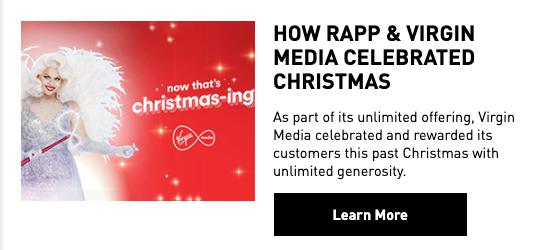 now that's
christmas-ing
Virgin media
HOW RAPP & VIRGIN
MEDIA CELEBRATED
CHRISTMAS
As part of its unlimited offering, Virgin
Media celebrated and rewarded its
customers this past Christmas with
unlimited generosity.
Learn More